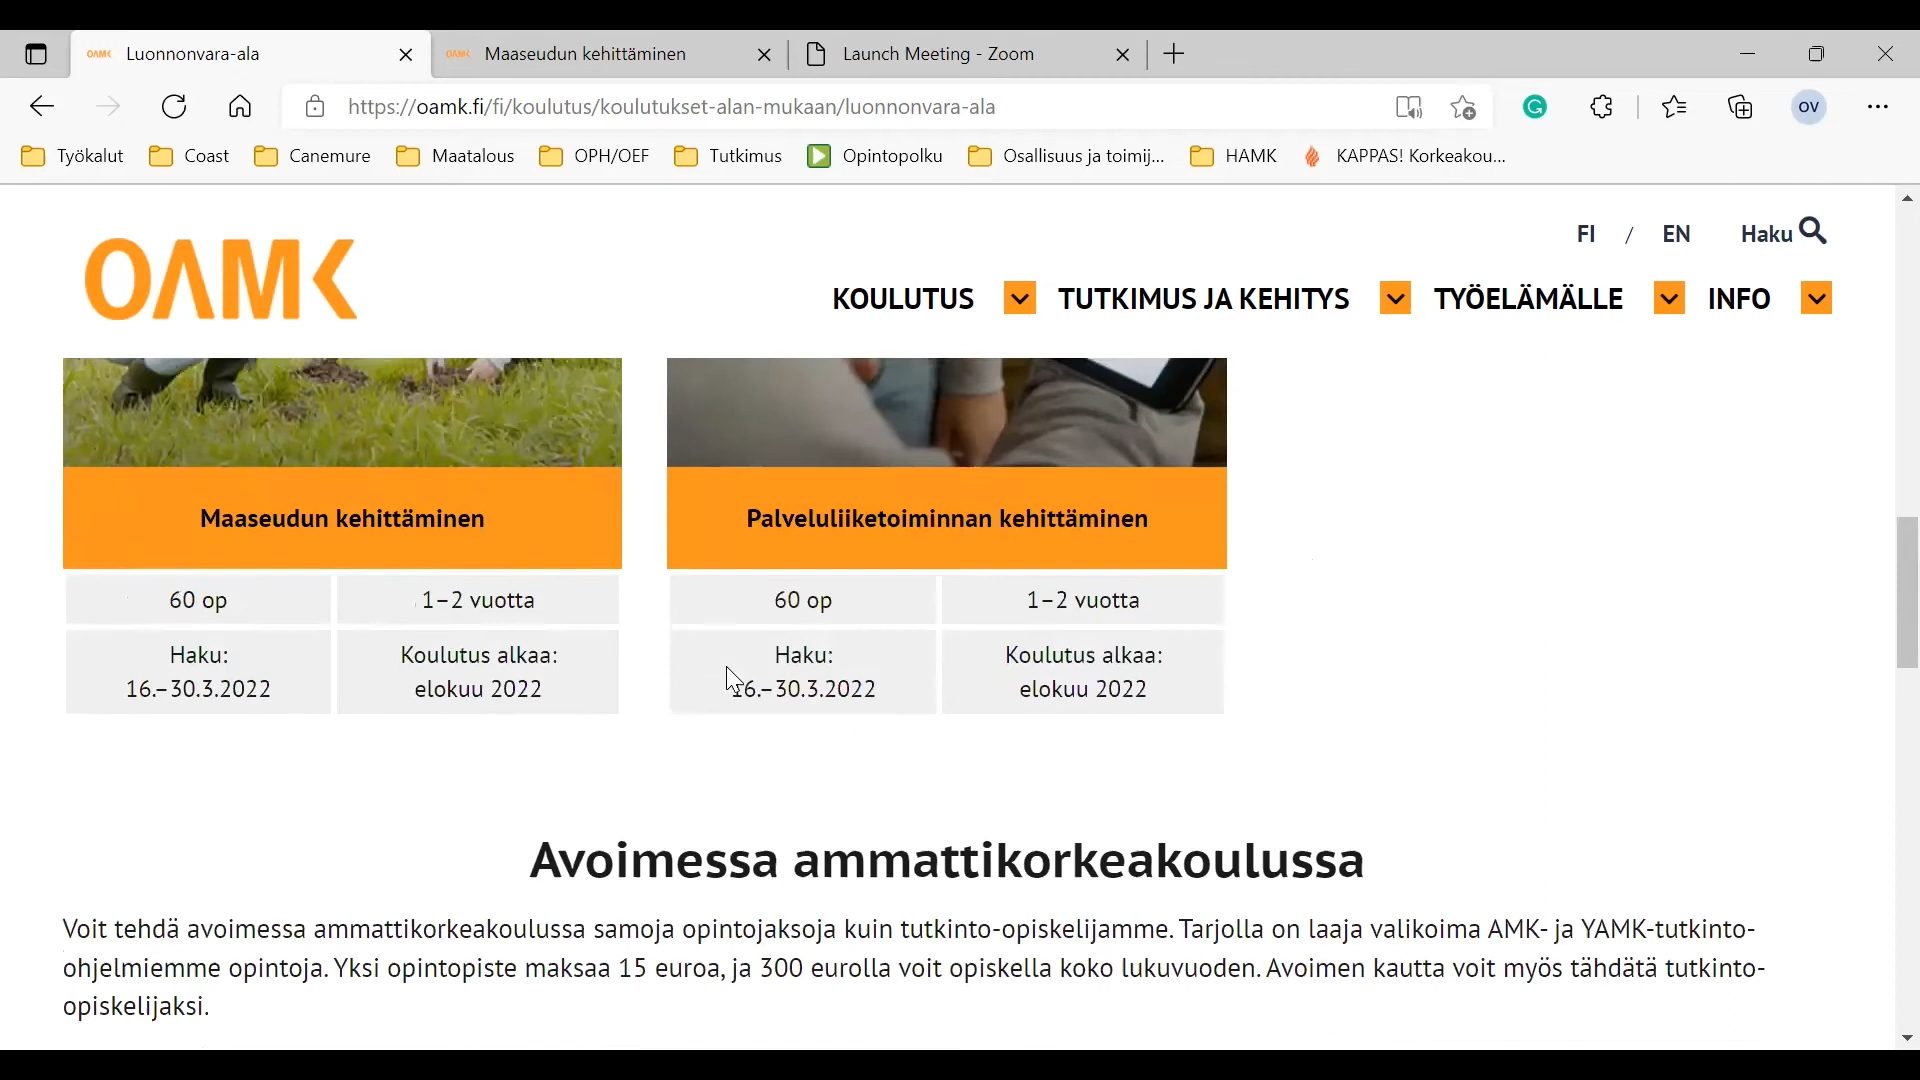 OAMK Luonnonvara-ala
OAMK Maaseudun kehittäminen
Launch Meeting - Zoom
https://oamk.fi/fi/koulutus/koulutukset-alan-mukaan/luonnonvara-ala
OV
Työkalut
Coast
Canemure
Maatalous
OPH/OEF
Tutkimus
Opintopolku
Osallisuus ja toimij...
HAMK
KAPPAS! Korkeakou...
FI / EN Haku
OAMK
KOULUTUS TUTKIMUS JA KEHITYS TYÖELÄMÄLLE INFO
Maaseudun kehittäminen
60 op
1–2 vuotta
Haku:
16.–30.3.2022
Koulutus alkaa:
elokuu 2022
Palveluliiketoiminnan kehittäminen
60 op
1–2 vuotta
Haku:
16.–30.3.2022
Koulutus alkaa:
elokuu 2022
Avoimessa ammattikorkeakoulussa
Voit tehdä avoimessa ammattikorkeakoulussa samoja opintojaksoja kuin tutkinto-opiskelijamme. Tarjolla on laaja valikoima AMK- ja YAMK-tutkinto-
ohjelmiemme opintoja. Yksi opintopiste maksaa 15 euroa, ja 300 eurolla voit opiskella koko lukuvuoden. Avoimen kautta voit myös tähdätä tutkinto-
opiskelijaksi.